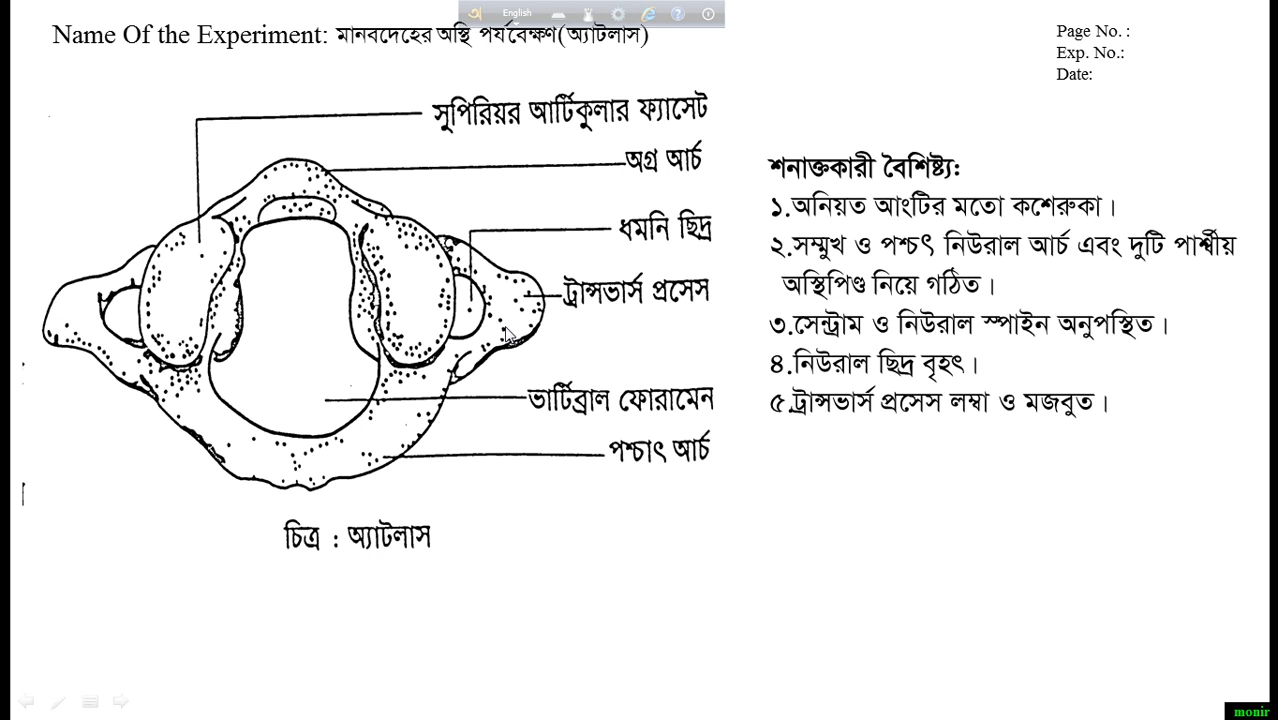 অ English
Name Of the Experiment: মানবদেহের অস্থি পর্যবেক্ষণ(অ্যাটলাস)
Page No. :
Exp. No.:
Date:
সুপিরিয়র আর্টিকুলার ফ্যাসেট
অগ্র আর্চ
ধমনি ছিদ্র
ট্রান্সভার্স প্রসেস
ভার্টিব্রাল ফোরামেন
পশ্চাৎ আর্চ
চিত্র : অ্যাটলাস
শনাক্তকারী বৈশিষ্ট্য:
১.অনিয়ত আংটির মতো কশেরুকা।
২.সম্মুখ ও পশ্চৎ নিউরাল আর্চ এবং দুটি পার্শ্বীয়
অস্থিপিণ্ড নিয়ে গঠিত।
৩.সেন্ট্রাম ও নিউরাল স্পাইন অনুপস্থিত।
৪.নিউরাল ছিদ্র বৃহৎ।
৫.ট্রান্সভার্স প্রসেস লম্বা ও মজবুত।
monir